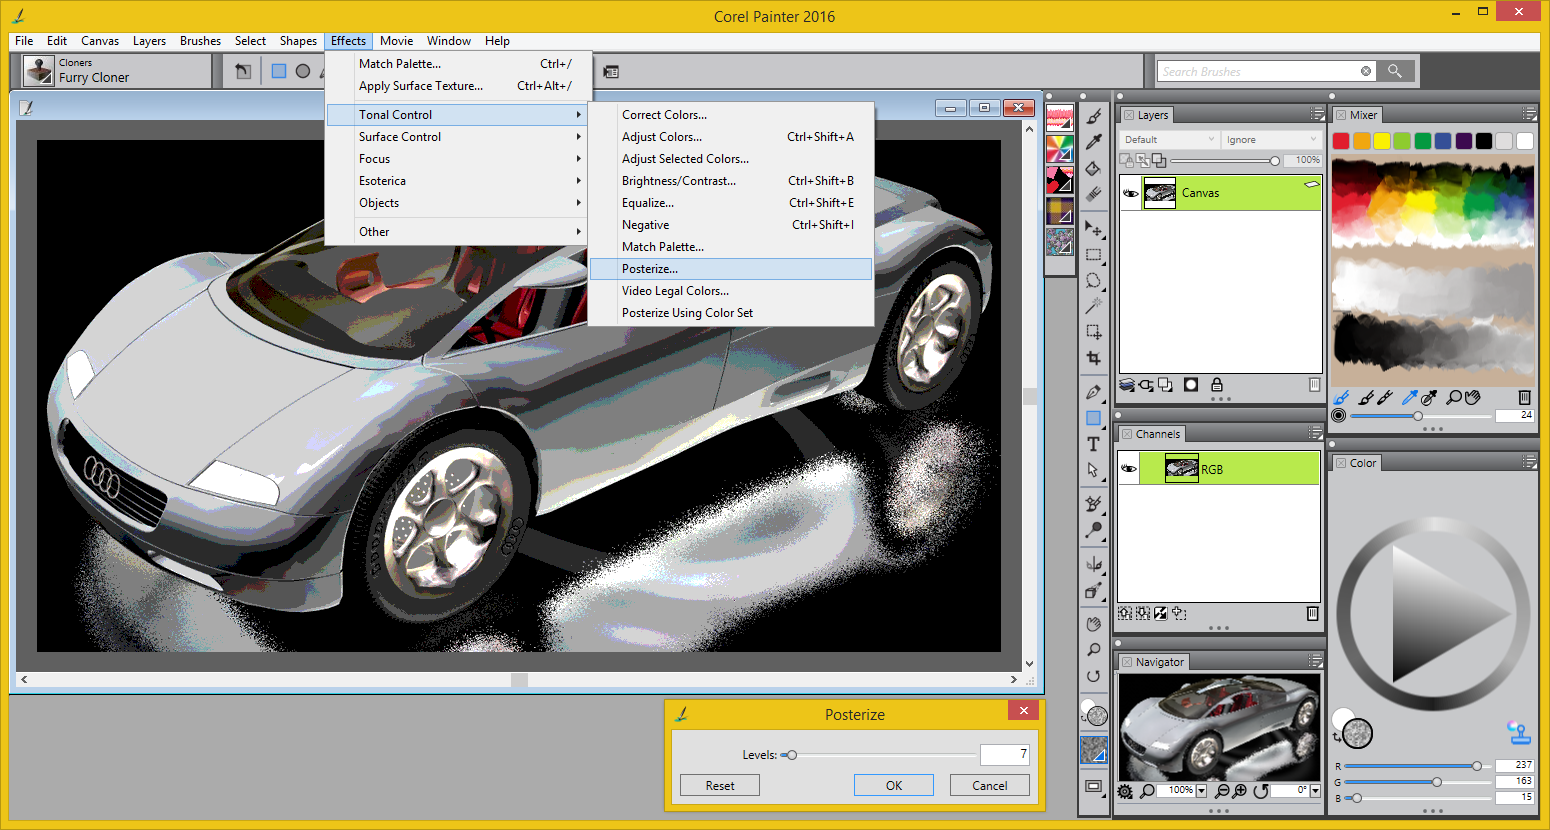 Corel Painter 2016
File Edit Canvas Layers Brushes Select Shapes Effects Movie Window Help
Cloners
Furry Cloner
Search Brushes
Match Palette... Ctrl+/
Apply Surface Texture... Ctrl+Alt+/
Tonal Control
Surface Control
Focus
Esoterica
Objects
Other
Correct Colors...
Adjust Colors... Ctrl+Shift+A
Adjust Selected Colors...
Brightness/Contrast... Ctrl+Shift+B
Equalize... Ctrl+Shift+E
Negative Ctrl+Shift+I
Match Palette...
Posterize...
Video Legal Colors...
Posterize Using Color Set
Layers
Default Ignore
100%
Canvas
Channels
RGB
Navigator
100% 0°
Mixer
24
Color
R 237
G 163
B 15
Posterize
Levels: 7
Reset OK Cancel